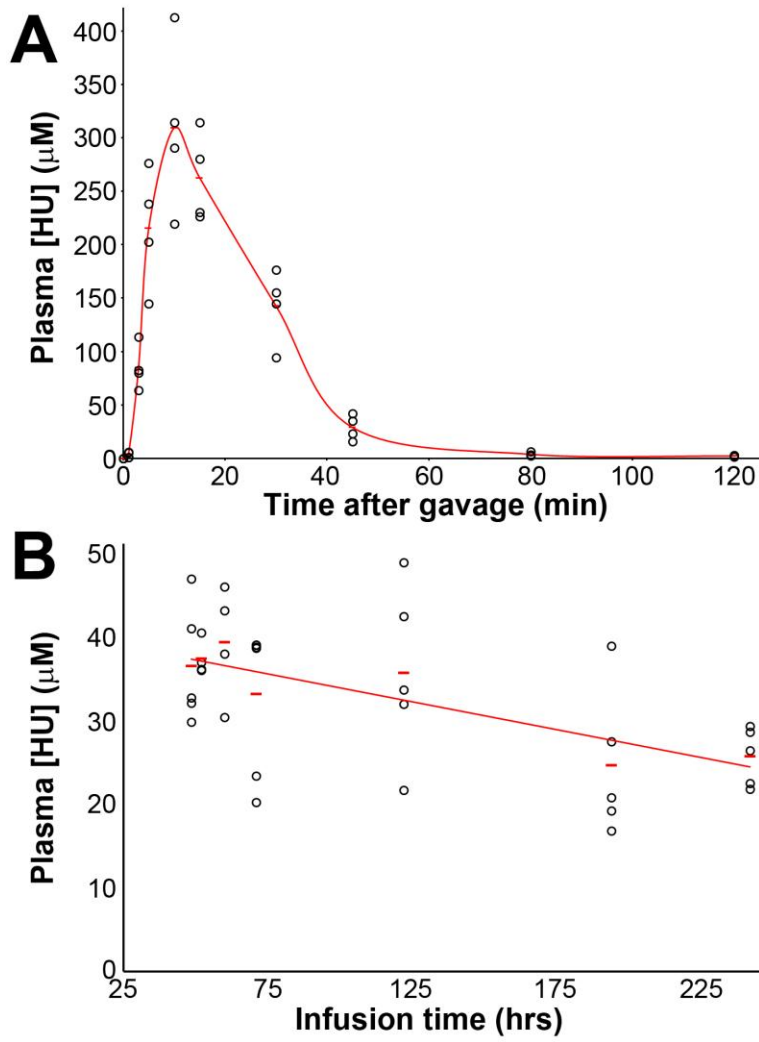 A
Plasma [HU] (μM)
400
350
300
250
200
150
100
50
0
0 20 40 60 80 100 120
Time after gavage (min)
B
Plasma [HU] (μM)
50
40
30
20
10
0
25 75 125 175 225
Infusion time (hrs)